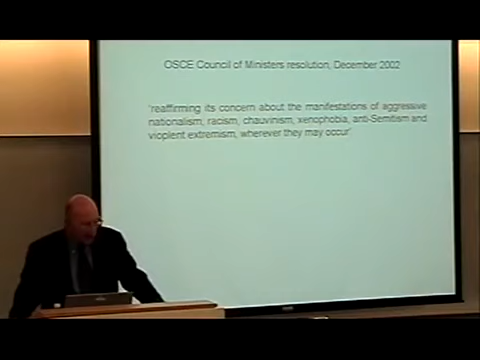 OSCE Council of Ministers resolution, December 2002
'reaffirming its concern about the manifestations of aggressive
nationalism, racism, chauvinism, xenophobia, anti-Semitism and
vioplent extremism, wherever they may occur'